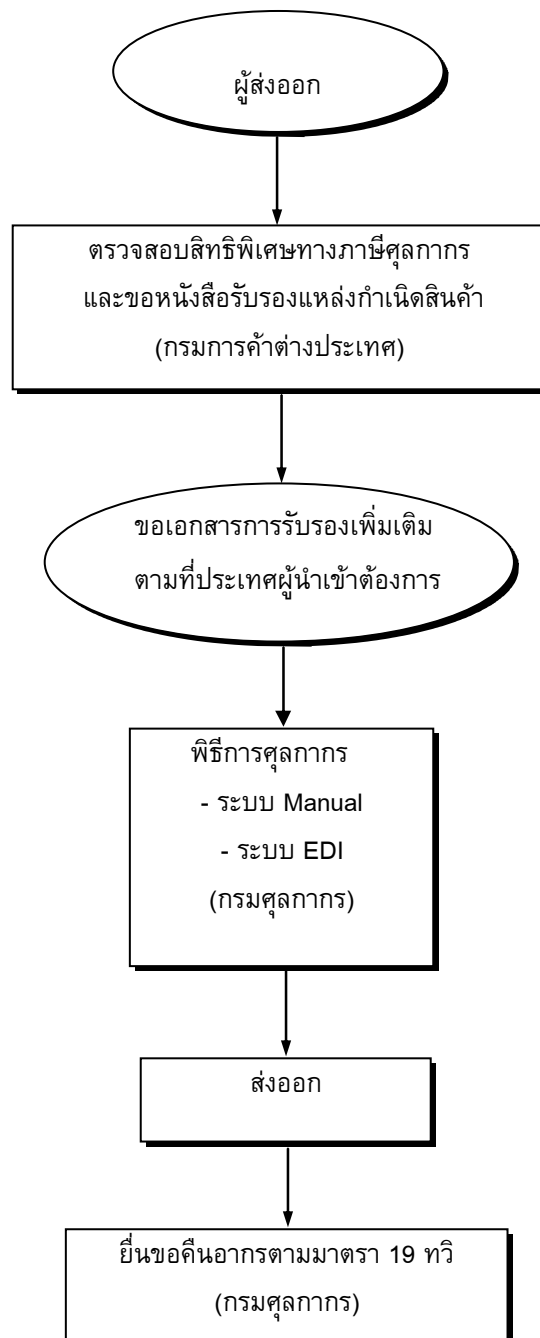 ผู้ส่งออก
ตรวจสอบสิทธิพิเศษทางภาษีศุลกากร
และขอหนังสือรับรองแหล่งกำเนิดสินค้า
(กรมการค้าต่างประเทศ)
ขอเอกสารการรับรองเพิ่มเติม
ตามที่ประเทศผู้นำเข้าต้องการ
พิธีการศุลกากร
- ระบบ Manual
- ระบบ EDI
(กรมศุลกากร)
ส่งออก
ยื่นขอคืนอากรตามมาตรา 19 ทวิ
(กรมศุลกากร)